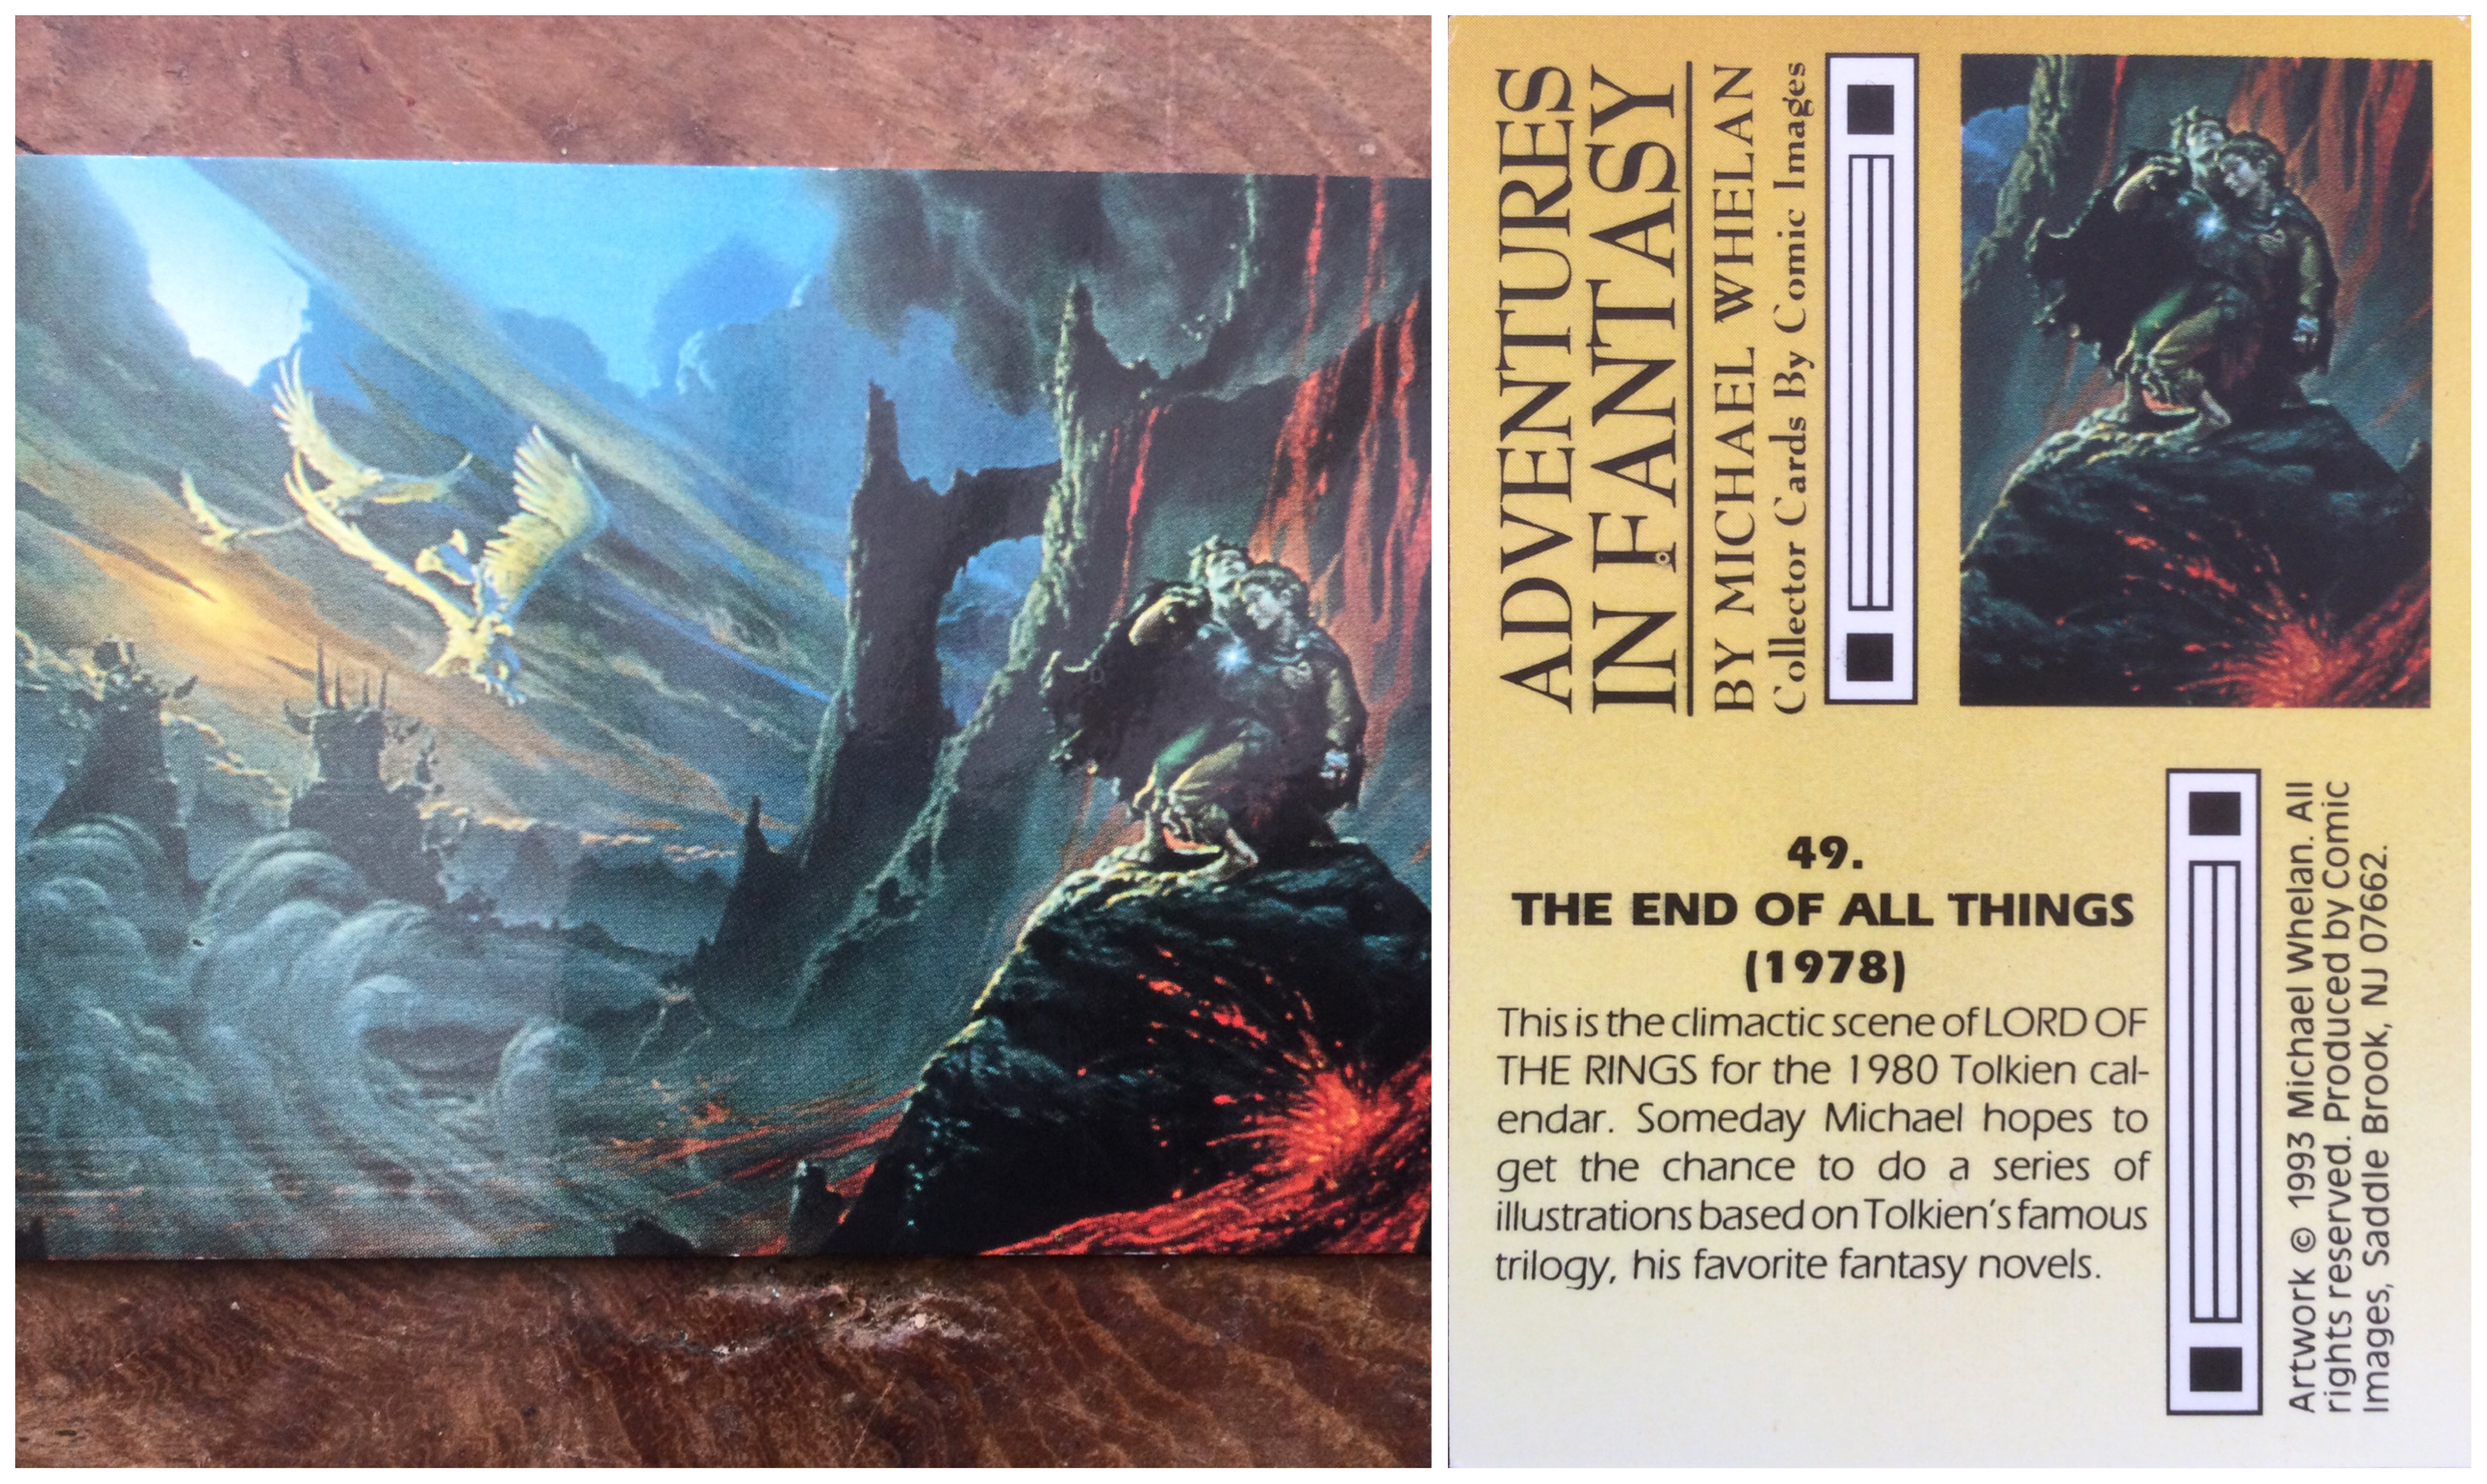 ADVENTURES
IN FANTASY
BY MICHAEL WHELAN
Collector Cards By Comic Images
49.
THE END OF ALL THINGS
(1978)
This is the climactic scene of LORD OF
THE RINGS for the 1980 Tolkien cal-
endar. Someday Michael hopes to
get the chance to do a series of
illustrations based on Tolkien's famous
trilogy, his favorite fantasy novels.
Artwork © 1993 Michael Whelan. All
rights reserved. Produced by Comic
Images, Saddle Brook, NJ 07662.